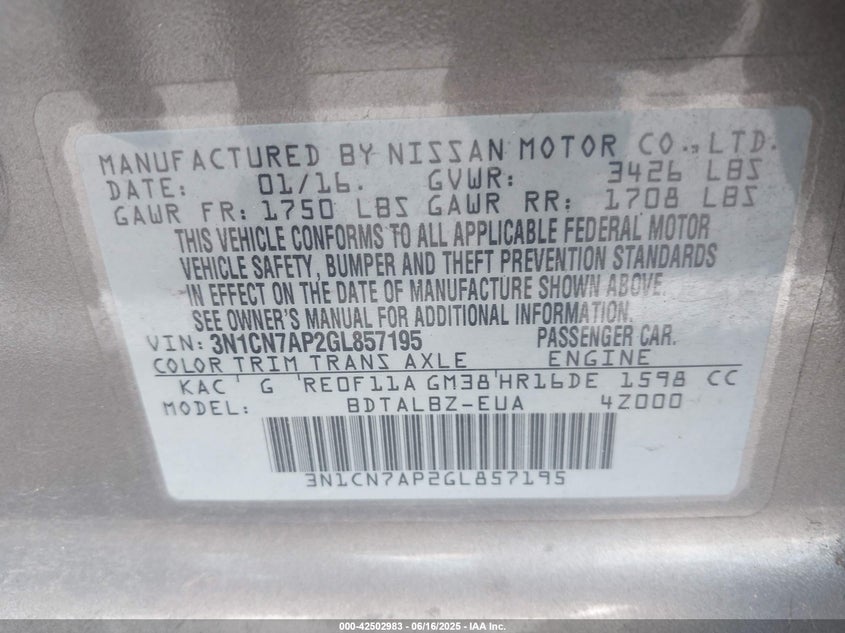 MANUFACTURED BY NISSAN MOTOR CO., LTD.
DATE: 01/16. GVWR: 3426 LBS
GAWR FR: 1750 LBS GAWR RR: 1708 LBS
THIS VEHICLE CONFORMS TO ALL APPLICABLE FEDERAL MOTOR
VEHICLE SAFETY, BUMPER AND THEFT PREVENTION STANDARDS
IN EFFECT ON THE DATE OF MANUFACTURE SHOWN ABOVE.
SEE OWNER'S MANUAL FOR ADDITIONAL INFORMATION.
VIN: 3N1CN7AP2GL857195 PASSENGER CAR.
COLOR TRIM TRANS AXLE ENGINE
KAC G RE0F11A GM38 HR16DE 1598 CC
MODEL: BDTALBZ-EUA 4Z000
3N1CN7AP2GL857195
000-42502983 - 06/16/2025 - IAA Inc.